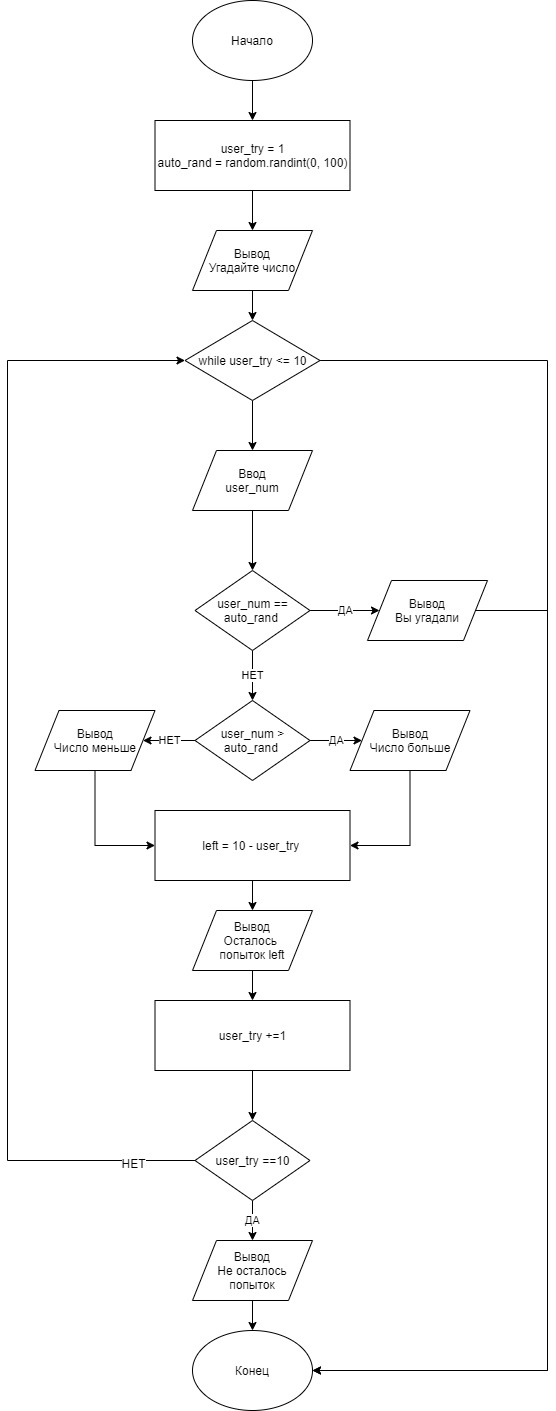 Начало
user_try = 1
auto_rand = random.randint(0, 100)
Вывод
Угадайте число
while user_try <= 10
Ввод
user_num
user_num ==
auto_rand
ДА
Вывод
Вы угадали
НЕТ
Вывод
Число меньше
НЕТ
user_num >
auto_rand
ДА
Вывод
Число больше
left = 10 - user_try
Вывод
Осталось
попыток left
user_try +=1
user_try ==10
НЕТ
ДА
Вывод
Не осталось
попыток
Конец